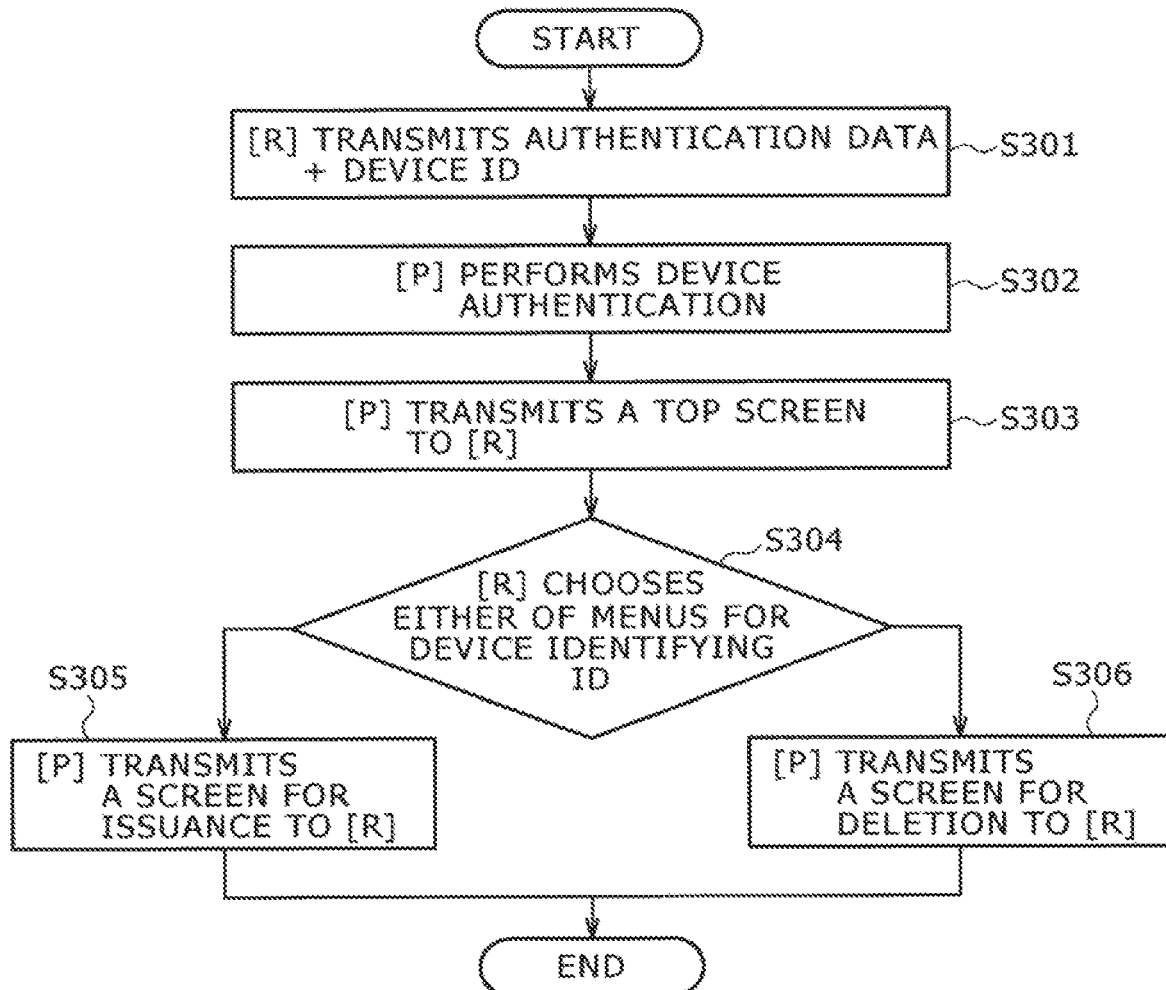 START
[R] TRANSMITS AUTHENTICATION DATA
+ DEVICE ID
S301
[P] PERFORMS DEVICE
AUTHENTICATION
S302
[P] TRANSMITS A TOP SCREEN
TO [R]
S303
S304
[R] CHOOSES
EITHER OF MENUS FOR
DEVICE IDENTIFYING
ID
S305
[P] TRANSMITS
A SCREEN FOR
ISSUANCE TO [R]
S306
[P] TRANSMITS
A SCREEN FOR
DELETION TO [R]
END